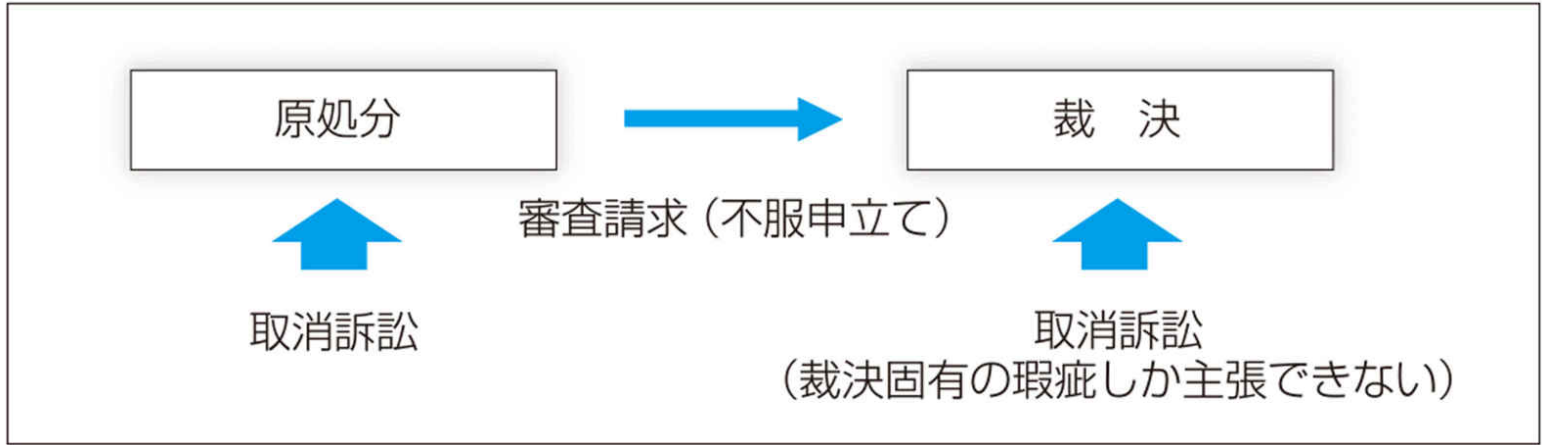 原処分
裁　決
審査請求（不服申立て）
取消訴訟
取消訴訟
（裁決固有の瑕疵しか主張できない）